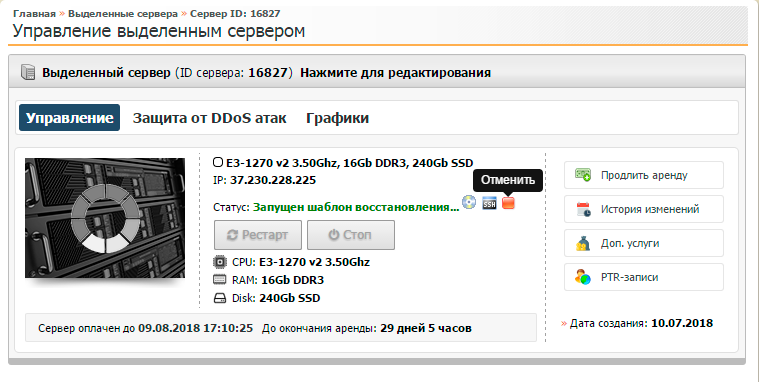 Главная » Выделенные сервера » Сервер ID: 16827
Управление выделенным сервером
Выделенный сервер (ID сервера: 16827) Нажмите для редактирования
Управление Защита от DDoS атак Графики
E3-1270 v2 3.50Ghz, 16Gb DDR3, 240Gb SSD
IP: 37.230.228.225
Отменить
Статус: Запущен шаблон восстановления... SSH
Рестарт Стоп
CPU: E3-1270 v2 3.50Ghz
RAM: 16Gb DDR3
Disk: 240Gb SSD
Сервер оплачен до 09.08.2018 17:10:25 До окончания аренды: 29 дней 5 часов
Продлить аренду
История изменений
Доп. услуги
PTR-записи
» Дата создания: 10.07.2018